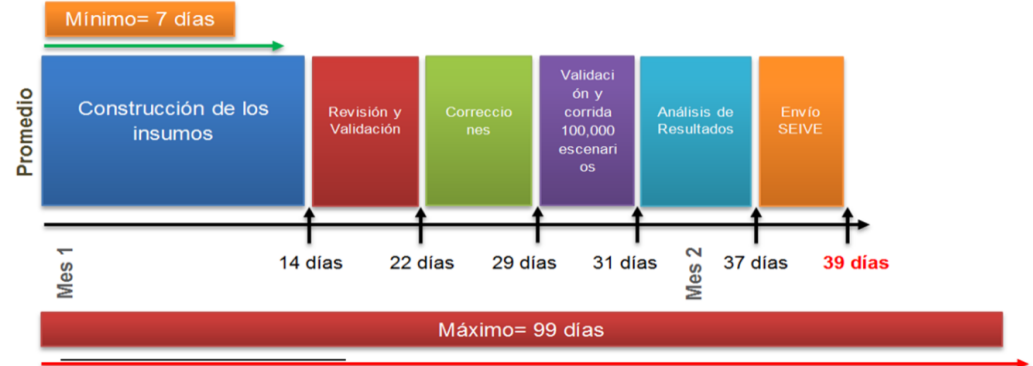 Mínimo= 7 días
Promedio
Construcción de los
insumos
Revisión y
Validación
Correccio
nes
Validaci
ón y
corrida
100,000
escenari
os
Análisis de
Resultados
Envío
SEIVE
Mes 1
14 días
22 días
29 días
31 días
Mes 2
37 días
39 días
Máximo= 99 días